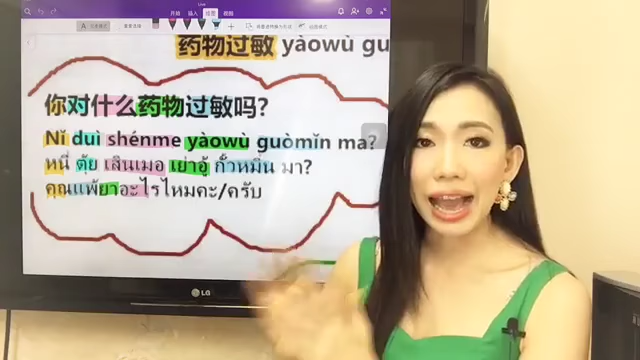 药物过敏 yàowù gu
你对什么药物过敏吗?
Nǐ duì shénme yàowù guòmǐn ma?
หนี่ ตุ้ย เสินเมอ เย่าอู้ กั้วหมิ่น มา?
คุณแพ้ยาอะไรไหมคะ/ครับ
LG